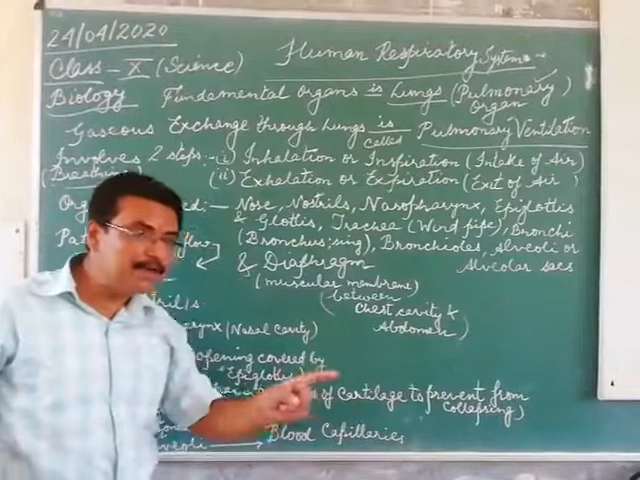 24/04/2020
Class - X (Science)
Biology
Human Respiratory System :-
Fundamental Organs is Lungs (Pulmonary Organ)
Gaseous Exchange through Lungs is called Pulmonary Ventilation
Involves 2 steps :- (i) Inhalation or Inspiration (Intake of Air)
(ii) Exhalation or Expiration (Exit of Air)
:- Nose, Nostrils, Nasopharynx, Epiglottis
& Glottis, Trachea (Wind pipe), Bronchi
(Bronchus: sing), Bronchioles, Alveoli or
& Diaphragm Alveolar sacs
(muscular membrane)
(between
Chest cavity &
Abdomen)
(Nasal Cavity)
opening covered by
Epiglottis
of Cartilage to prevent from
Collapsing)
Blood Capillaries